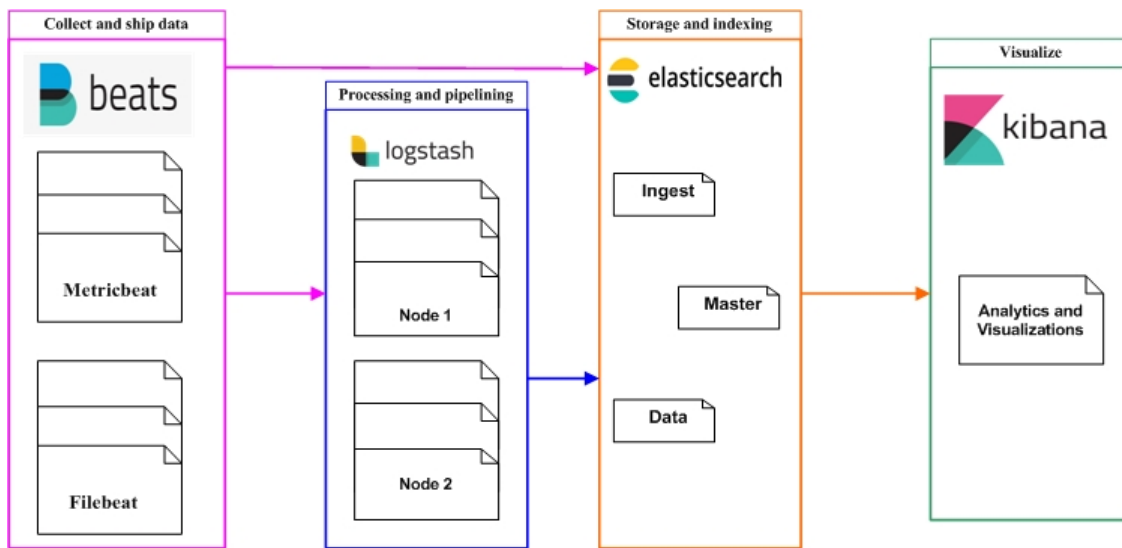 Collect and ship data
beats
Metricbeat
Filebeat
Processing and pipelining
logstash
Node 1
Node 2
Storage and indexing
elasticsearch
Ingest
Master
Data
Visualize
kibana
Analytics and
Visualizations